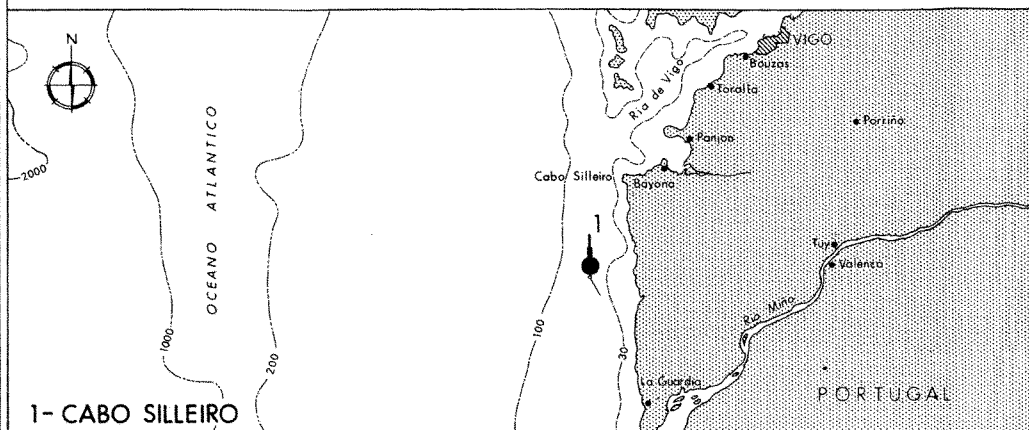 N
VIGO
Bouzas
Toralla
Ria de Vigo
Porriño
Panjon
2000
Cabo Silleiro
Bayona
OCEANO ATLANTICO
1
Tuy
Valenca
Rio Miño
1000
100
30
200
La Guardia
PORTUGAL
1- CABO SILLEIRO